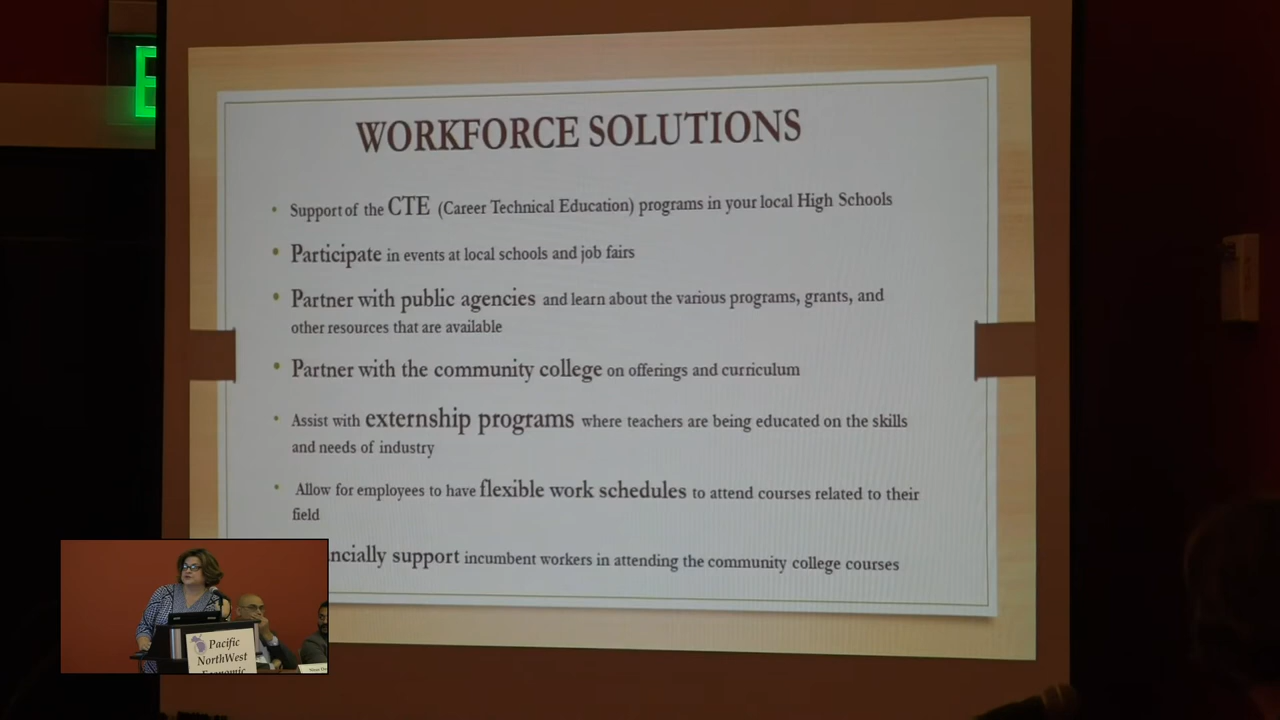 E
WORKFORCE SOLUTIONS
• Support of the CTE (Career Technical Education) programs in your local High Schools
• Participate in events at local schools and job fairs
• Partner with public agencies and learn about the various programs, grants, and
other resources that are available
• Partner with the community college on offerings and curriculum
• Assist with externship programs where teachers are being educated on the skills
and needs of industry
• Allow for employees to have flexible work schedules to attend courses related to their
field
ncially support incumbent workers in attending the community college courses
Pacific
NorthWest
Economic